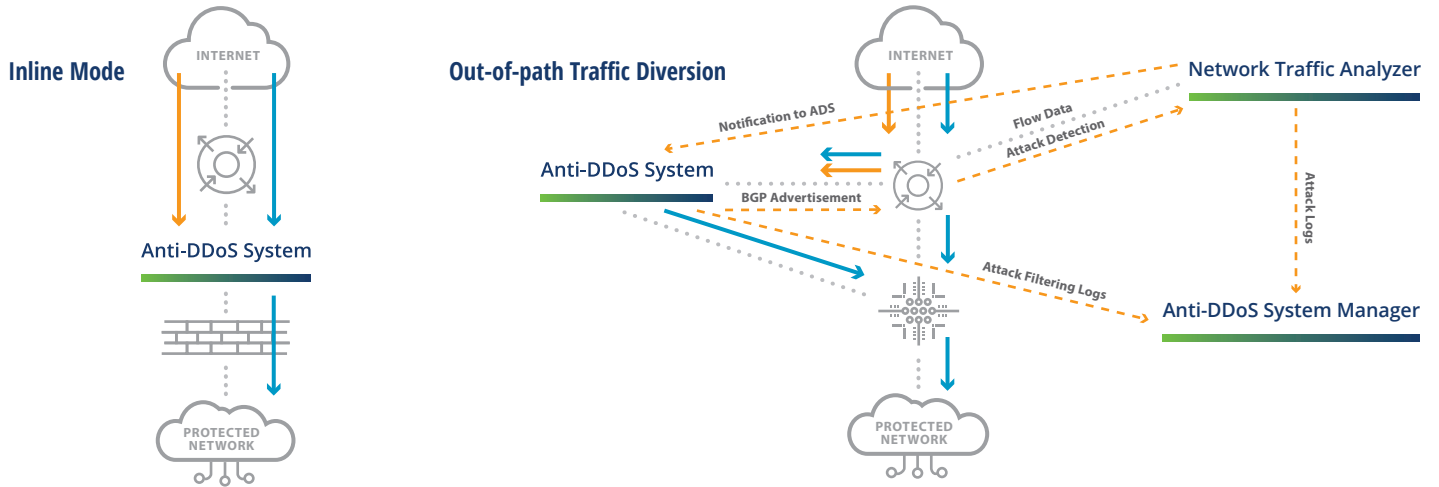 Inline Mode
INTERNET
Anti-DDoS System
PROTECTED
NETWORK
Out-of-path Traffic Diversion
INTERNET
Network Traffic Analyzer
Notification to ADS
Flow Data
Attack Detection
Anti-DDoS System
BGP Advertisement
Attack Logs
Attack Filtering Logs
Anti-DDoS System Manager
PROTECTED
NETWORK